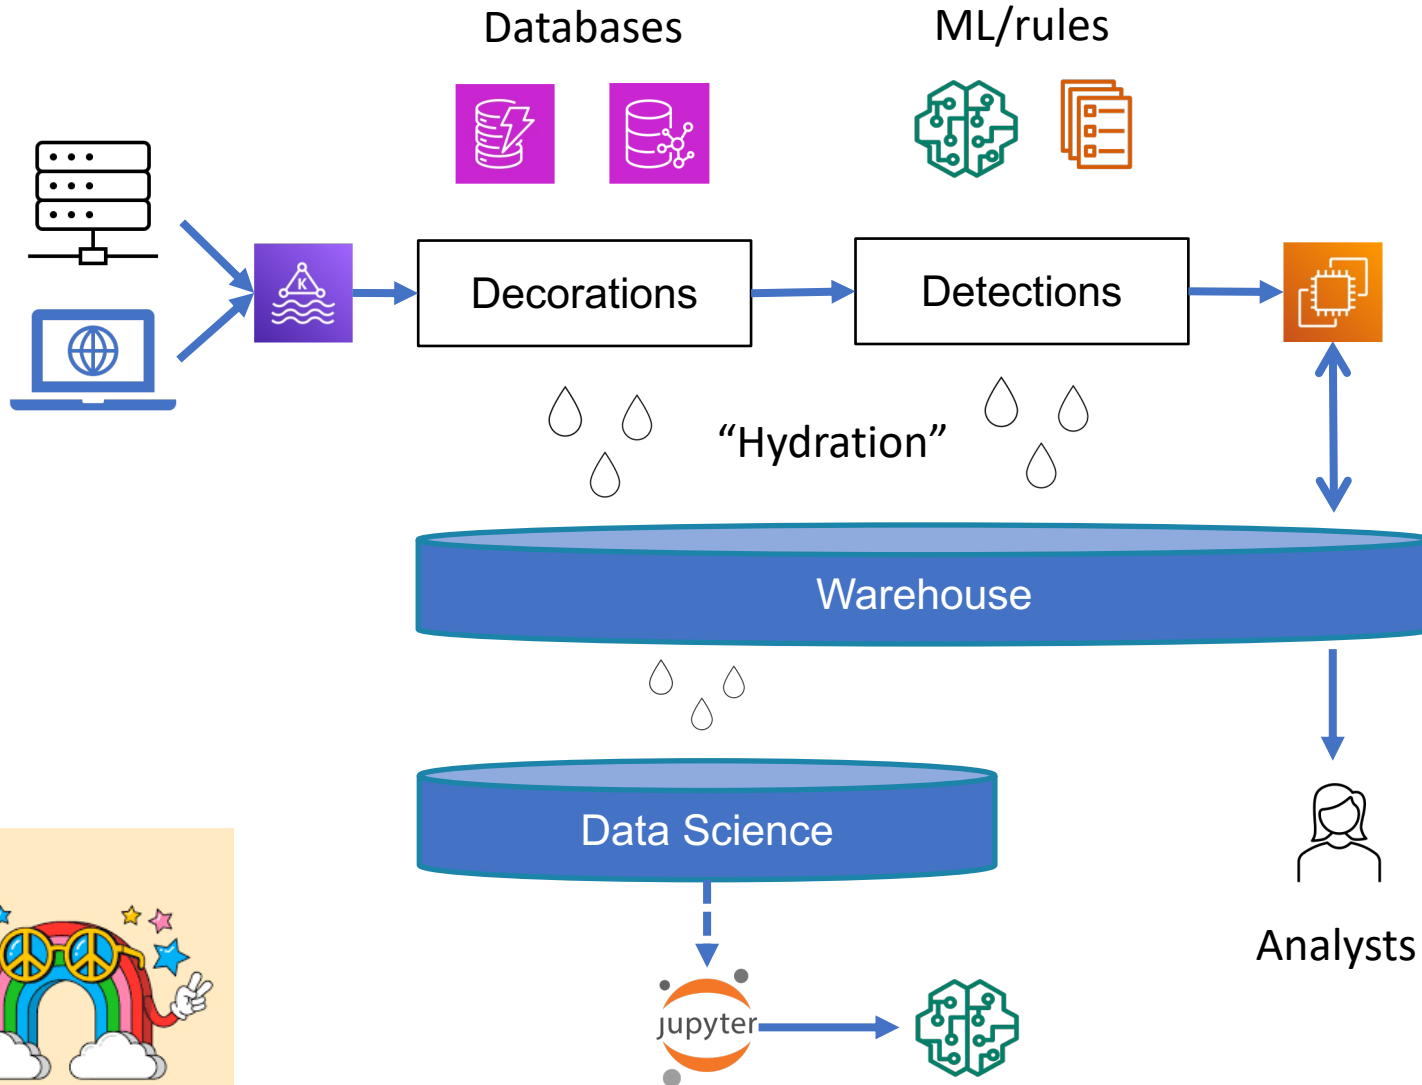 Databases
ML/rules
K
Decorations
Detections
“Hydration”
Warehouse
Data Science
Analysts
jupyter